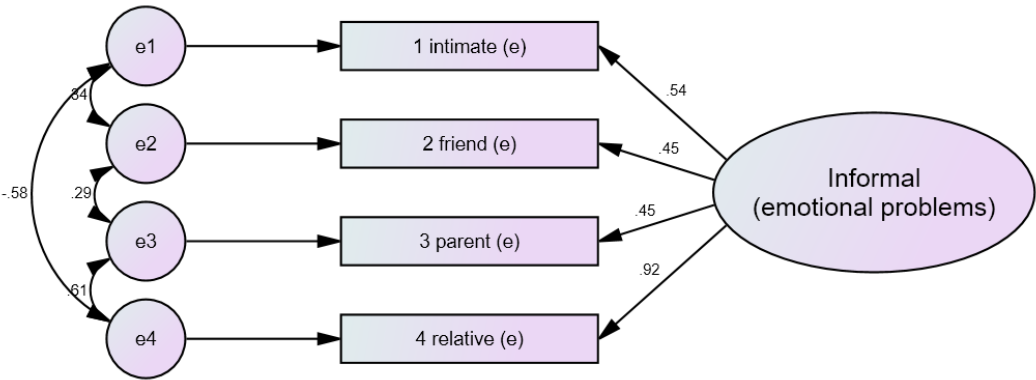 e1
1 intimate (e)
.54
.34
e2
2 friend (e)
.45
-.58
.29
Informal
(emotional problems)
e3
3 parent (e)
.45
.61
.92
e4
4 relative (e)